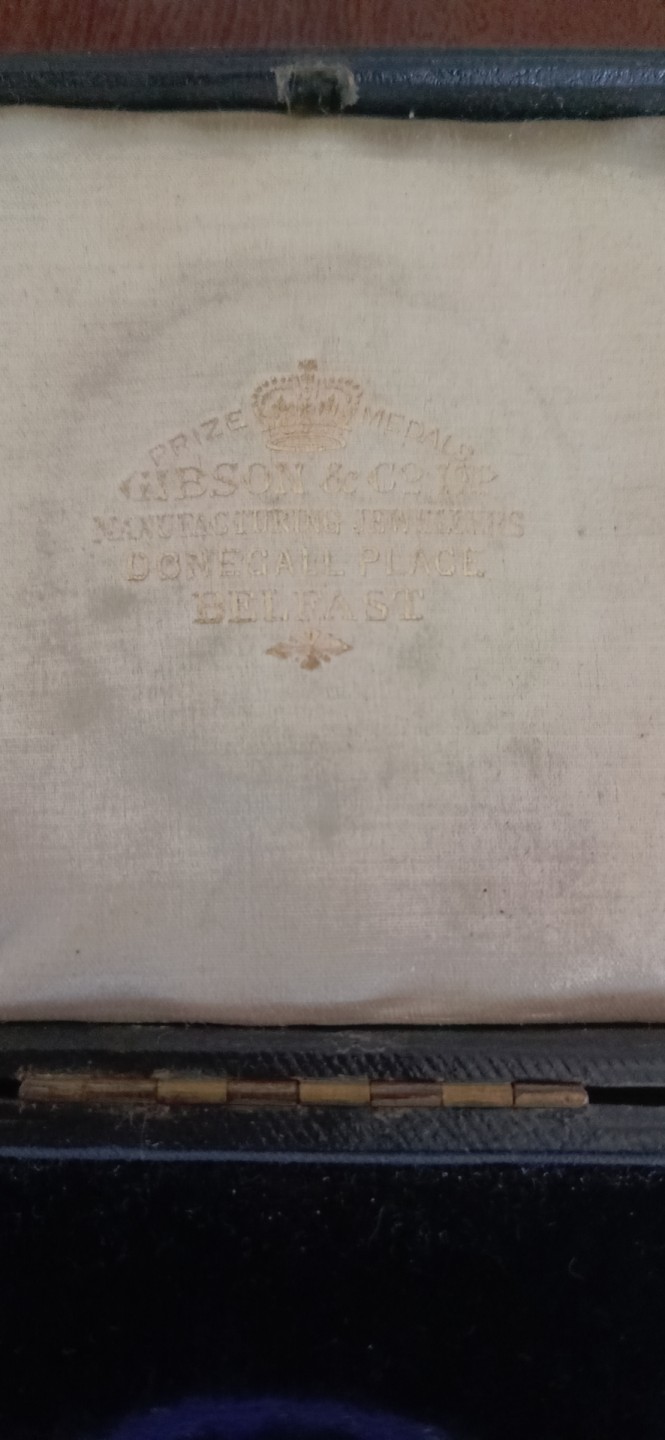 PRIZE MEDALS
GIBSON & Co LD
MANUFACTURING JEWELLERS
DONEGALL PLACE
BELFAST